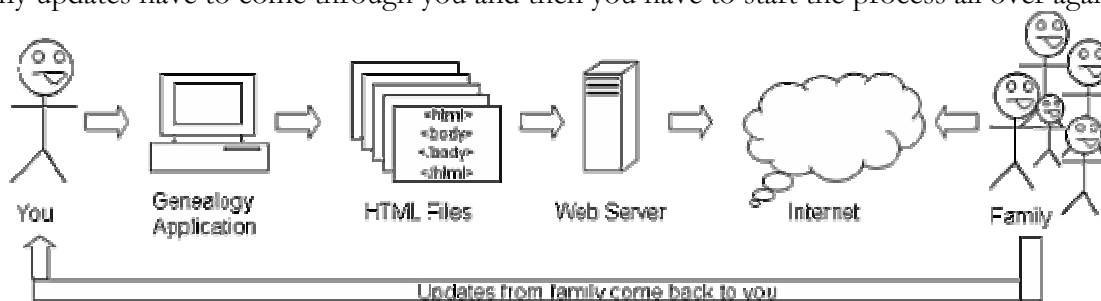 ny updates have to come through you and then you have to start the process all over aga
<html>
<body>
</body>
</html>
You
Genealogy
Application
HTML Files
Web Server
Internet
Family
Updates from family come back to you